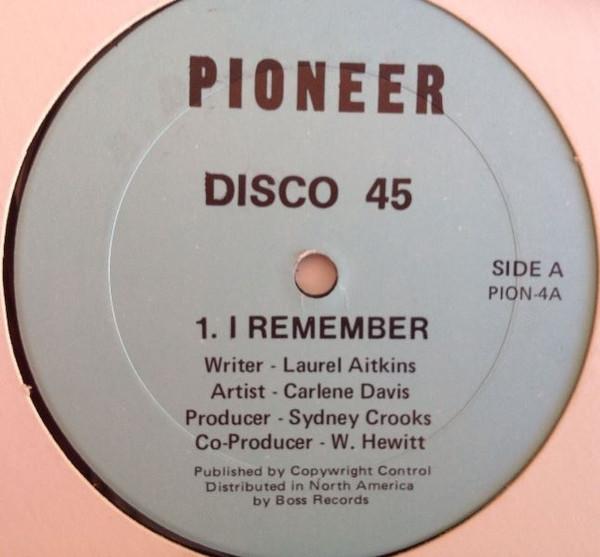 PIONEER
DISCO 45
SIDE A
PION-4A
1. I REMEMBER
Writer - Laurel Aitkins
Artist - Carlene Davis
Producer - Sydney Crooks
Co-Producer - W. Hewitt
Published by Copywright Control
Distributed in North America
by Boss Records